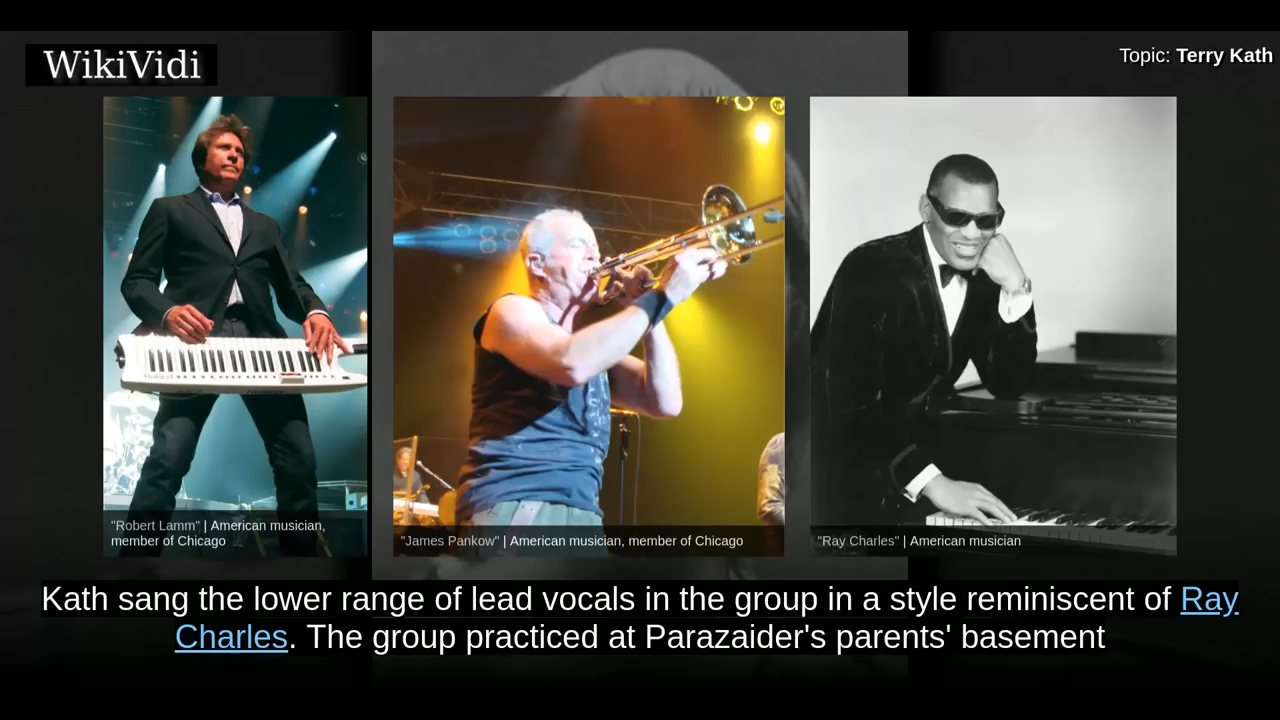 WikiVidi
Topic: Terry Kath
Roland
"Robert Lamm" | American musician,
member of Chicago
"James Pankow" | American musician, member of Chicago
"Ray Charles" | American musician
Kath sang the lower range of lead vocals in the group in a style reminiscent of Ray
Charles. The group practiced at Parazaider's parents' basement